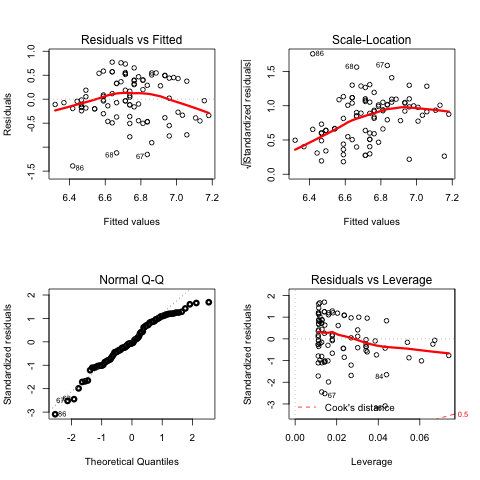 Residuals vs Fitted
Residuals
1.0
0.5
0.0
-0.5
-1.5
86
68
67
6.4 6.6 6.8 7.0 7.2
Fitted values
Scale-Location
√|Standardized residuals|
1.5
1.0
0.5
0.0
86
68
67
6.4 6.6 6.8 7.0 7.2
Fitted values
Normal Q-Q
Standardized residuals
2
1
0
-1
-2
-3
67
86
-2 -1 0 1 2
Theoretical Quantiles
Residuals vs Leverage
Standardized residuals
2
1
0
-1
-2
-3
84
67
Cook's distance
0.5
0.00 0.02 0.04 0.06
Leverage